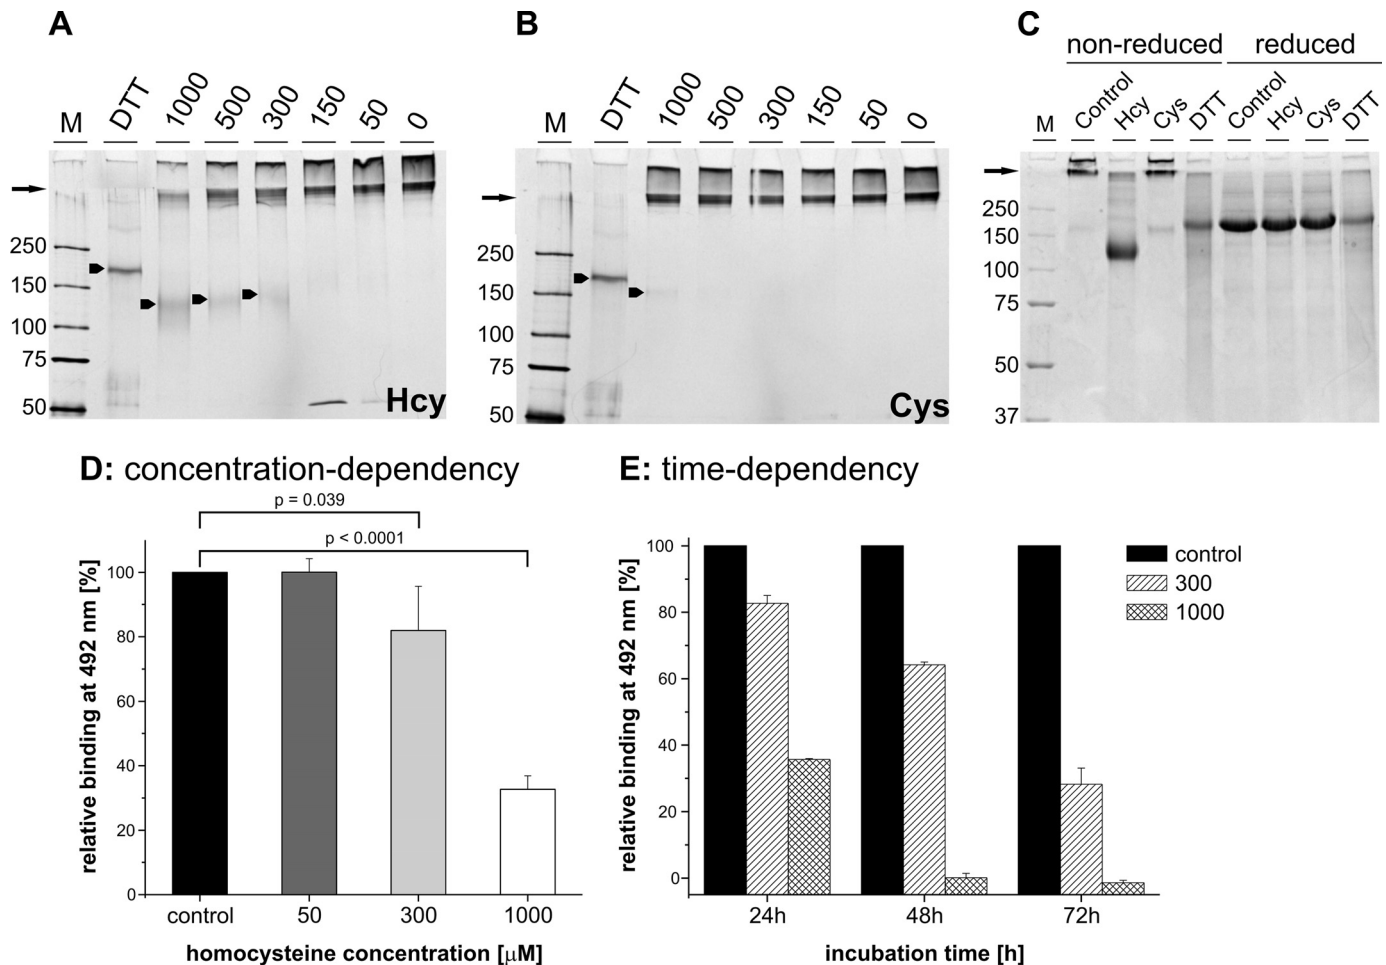 A
M DTT 1000 500 300 150 50 0
250
150
100
75
50
Hcy
B
M DTT 1000 500 300 150 50 0
250
150
100
75
50
Cys
C
non-reduced reduced
M Control Hcy Cys DTT Control Hcy Cys DTT
250
150
100
75
50
37
D: concentration-dependency
p = 0.039
p < 0.0001
relative binding at 492 nm [%]
100
80
60
40
20
0
control 50 300 1000
homocysteine concentration [μM]
E: time-dependency
relative binding at 492 nm [%]
100
80
60
40
20
0
24h 48h 72h
incubation time [h]
control
300
1000